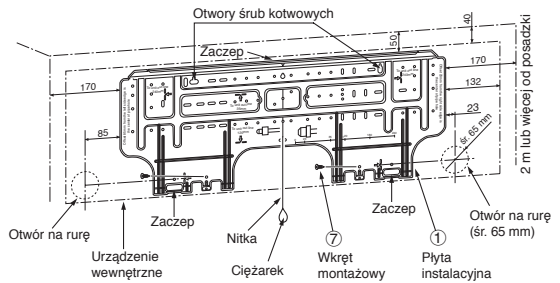 Otwory śrub kotwowych
Zaczep
40
50
170
170
132
23
85
śr. 65 mm
2 m lub więcej od posadzki
Zaczep
Zaczep
Otwór na rurę
Urządzenie
wewnętrzne
Nitka
Ciężarek
⑦
Wkręt
montażowy
①
Płyta
instalacyjna
Otwór na rurę
(śr. 65 mm)